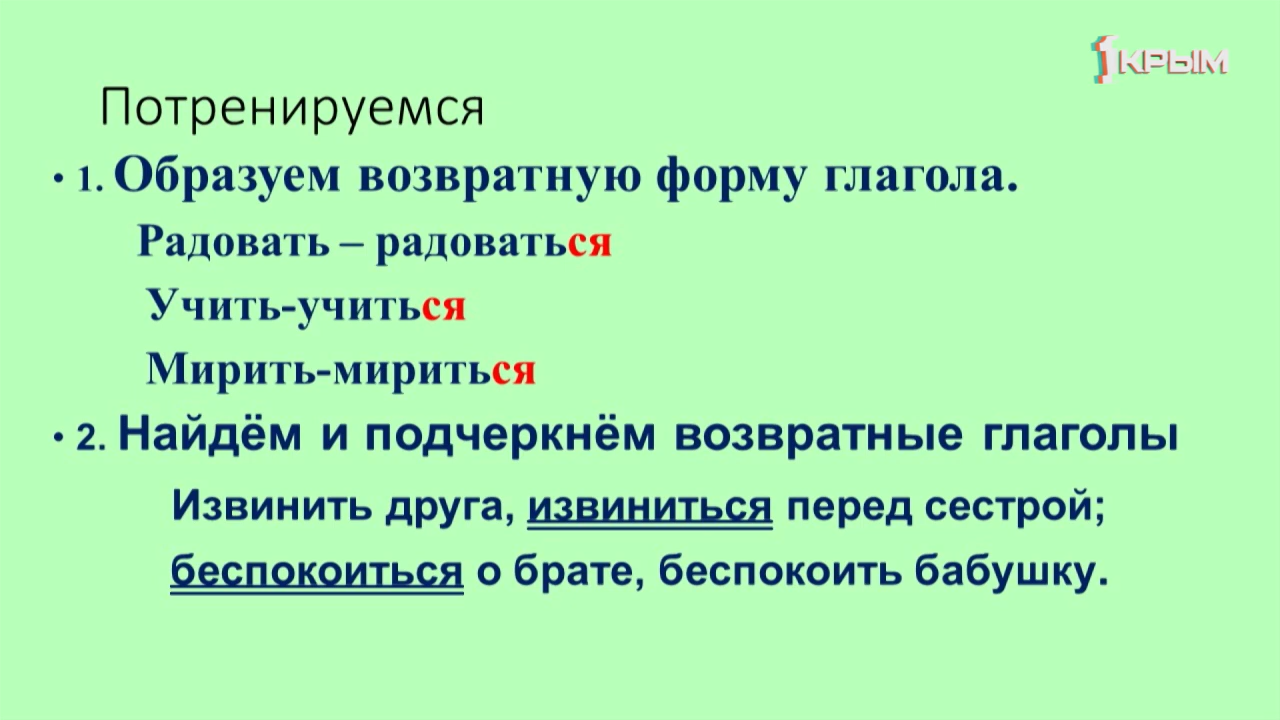 1КРЫМ
Потренируемся
• 1. Образуем возвратную форму глагола.
Радовать – радоваться
Учить-учиться
Мирить-мириться
• 2. Найдём и подчеркнём возвратные глаголы
Извинить друга, извиниться перед сестрой;
беспокоиться о брате, беспокоить бабушку.